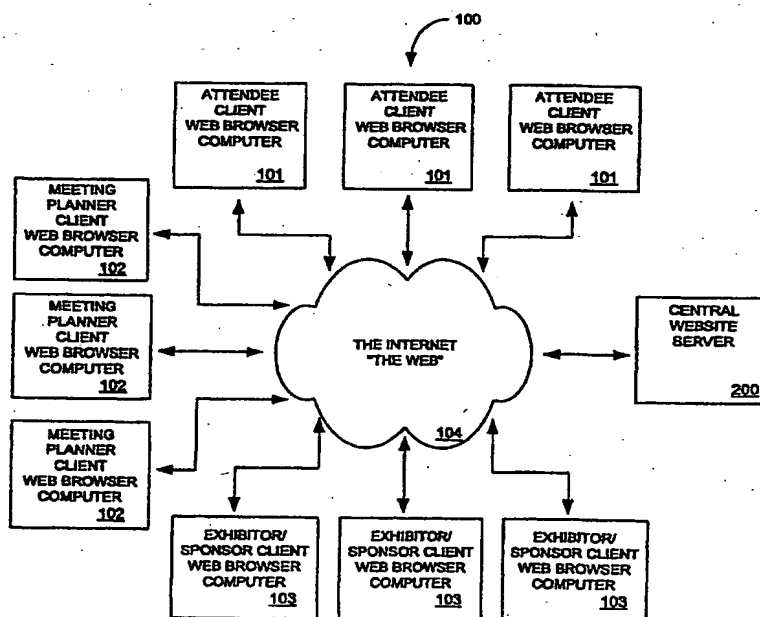 100
ATTENDEE
CLIENT
WEB BROWSER
COMPUTER
101
ATTENDEE
CLIENT
WEB BROWSER
COMPUTER
101
ATTENDEE
CLIENT
WEB BROWSER
COMPUTER
101
MEETING
PLANNER
CLIENT
WEB BROWSER
COMPUTER
102
MEETING
PLANNER
CLIENT
WEB BROWSER
COMPUTER
102
MEETING
PLANNER
CLIENT
WEB BROWSER
COMPUTER
102
THE INTERNET
"THE WEB"
104
CENTRAL
WEBSITE
SERVER
200
EXHIBITOR/
SPONSOR CLIENT
WEB BROWSER
COMPUTER
103
EXHIBITOR/
SPONSOR CLIENT
WEB BROWSER
COMPUTER
103
EXHIBITOR/
SPONSOR CLIENT
WEB BROWSER
COMPUTER
103